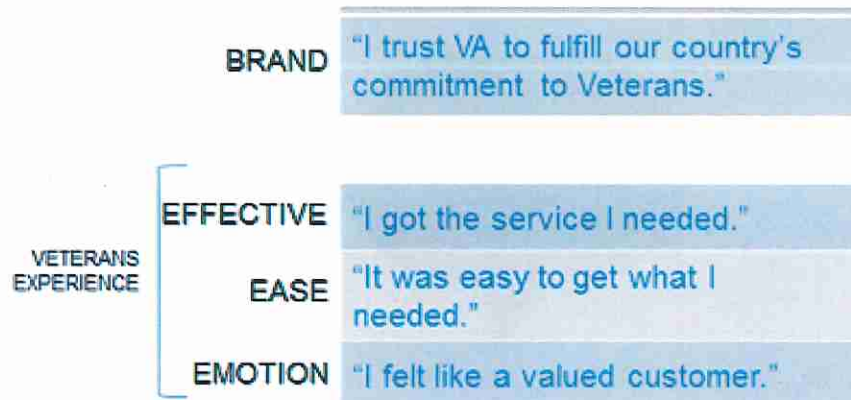 BRAND
“I trust VA to fulfill our country’s
commitment to Veterans.”
VETERANS
EXPERIENCE
EFFECTIVE
“I got the service I needed.”
EASE
“It was easy to get what I
needed.”
EMOTION
“I felt like a valued customer.”